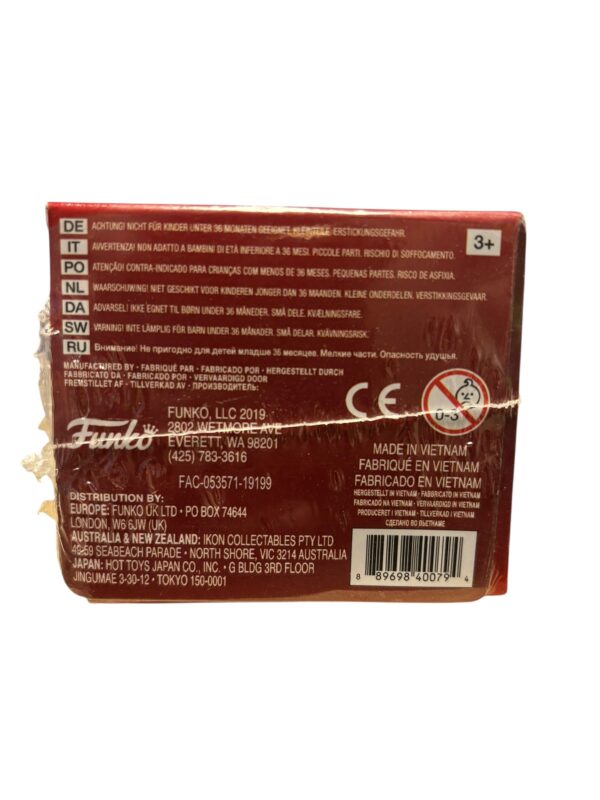 DE ACHTUNG! NICHT FÜR KINDER UNTER 36 MONATEN GEEIGNET. KLEINTEILE. ERSTICKUNGSGEFAHR.
3+
IT AVVERTENZA! NON ADATTO A BAMBINI DI ETÀ INFERIORE A 36 MESI. PICCOLE PARTI. RISCHIO DI SOFFOCAMENTO.
PO ATENÇÃO! CONTRA-INDICADO PARA CRIANÇAS COM MENOS DE 36 MESES. PEQUENAS PARTES. RISCO DE ASFIXIA.
NL WAARSCHUWING! NIET GESCHIKT VOOR KINDEREN JONGER DAN 36 MAANDEN. KLEINE ONDERDELEN. VERSTIKKINGSGEVAAR.
DA ADVARSEL! IKKE EGNET TIL BØRN UNDER 36 MÅNEDER. SMÅ DELE. KVÆLNINGSFARE.
SW VARNING! INTE LÄMPLIG FÖR BARN UNDER 36 MÅNADER. SMÅ DELAR. KVÄVNINGSRISK.
RU Внимание! Не пригодно для детей младше 36 месяцев. Мелкие части. Опасность удушья.
MANUFACTURED BY · FABRIQUÉ PAR · FABRICADO POR · HERGESTELLT DURCH
FABBRICATO DA · FABRICADO POR · VERVAARDIGD DOOR
FREMSTILLET AF · TILLVERKAD AV · ПРОИЗВОДИТЕЛЬ:
CE
0-3
Funko
FUNKO, LLC 2019
2802 WETMORE AVE
EVERETT, WA 98201
(425) 783-3616
FAC-053571-19199
MADE IN VIETNAM
FABRIQUÉ EN VIETNAM
FABRICADO EN VIETNAM
HERGESTELLT IN VIETNAM · FABBRICATO IN VIETNAM
FABRICADO NA VIETNAM · VERVAARDIGD IN VIETNAM
PRODUCERET I VIETNAM · TILLVERKAD I VIETNAM
СДЕЛАНО ВО ВЬЕТНАМЕ
DISTRIBUTION BY:
EUROPE: FUNKO UK LTD · PO BOX 74644
LONDON, W6 6JW (UK)
AUSTRALIA & NEW ZEALAND: IKON COLLECTABLES PTY LTD
49-59 SEABEACH PARADE · NORTH SHORE, VIC 3214 AUSTRALIA
JAPAN: HOT TOYS JAPAN CO., INC. · G BLDG 3RD FLOOR
JINGUMAE 3-30-12 · TOKYO 150-0001
8 89698 40079 4